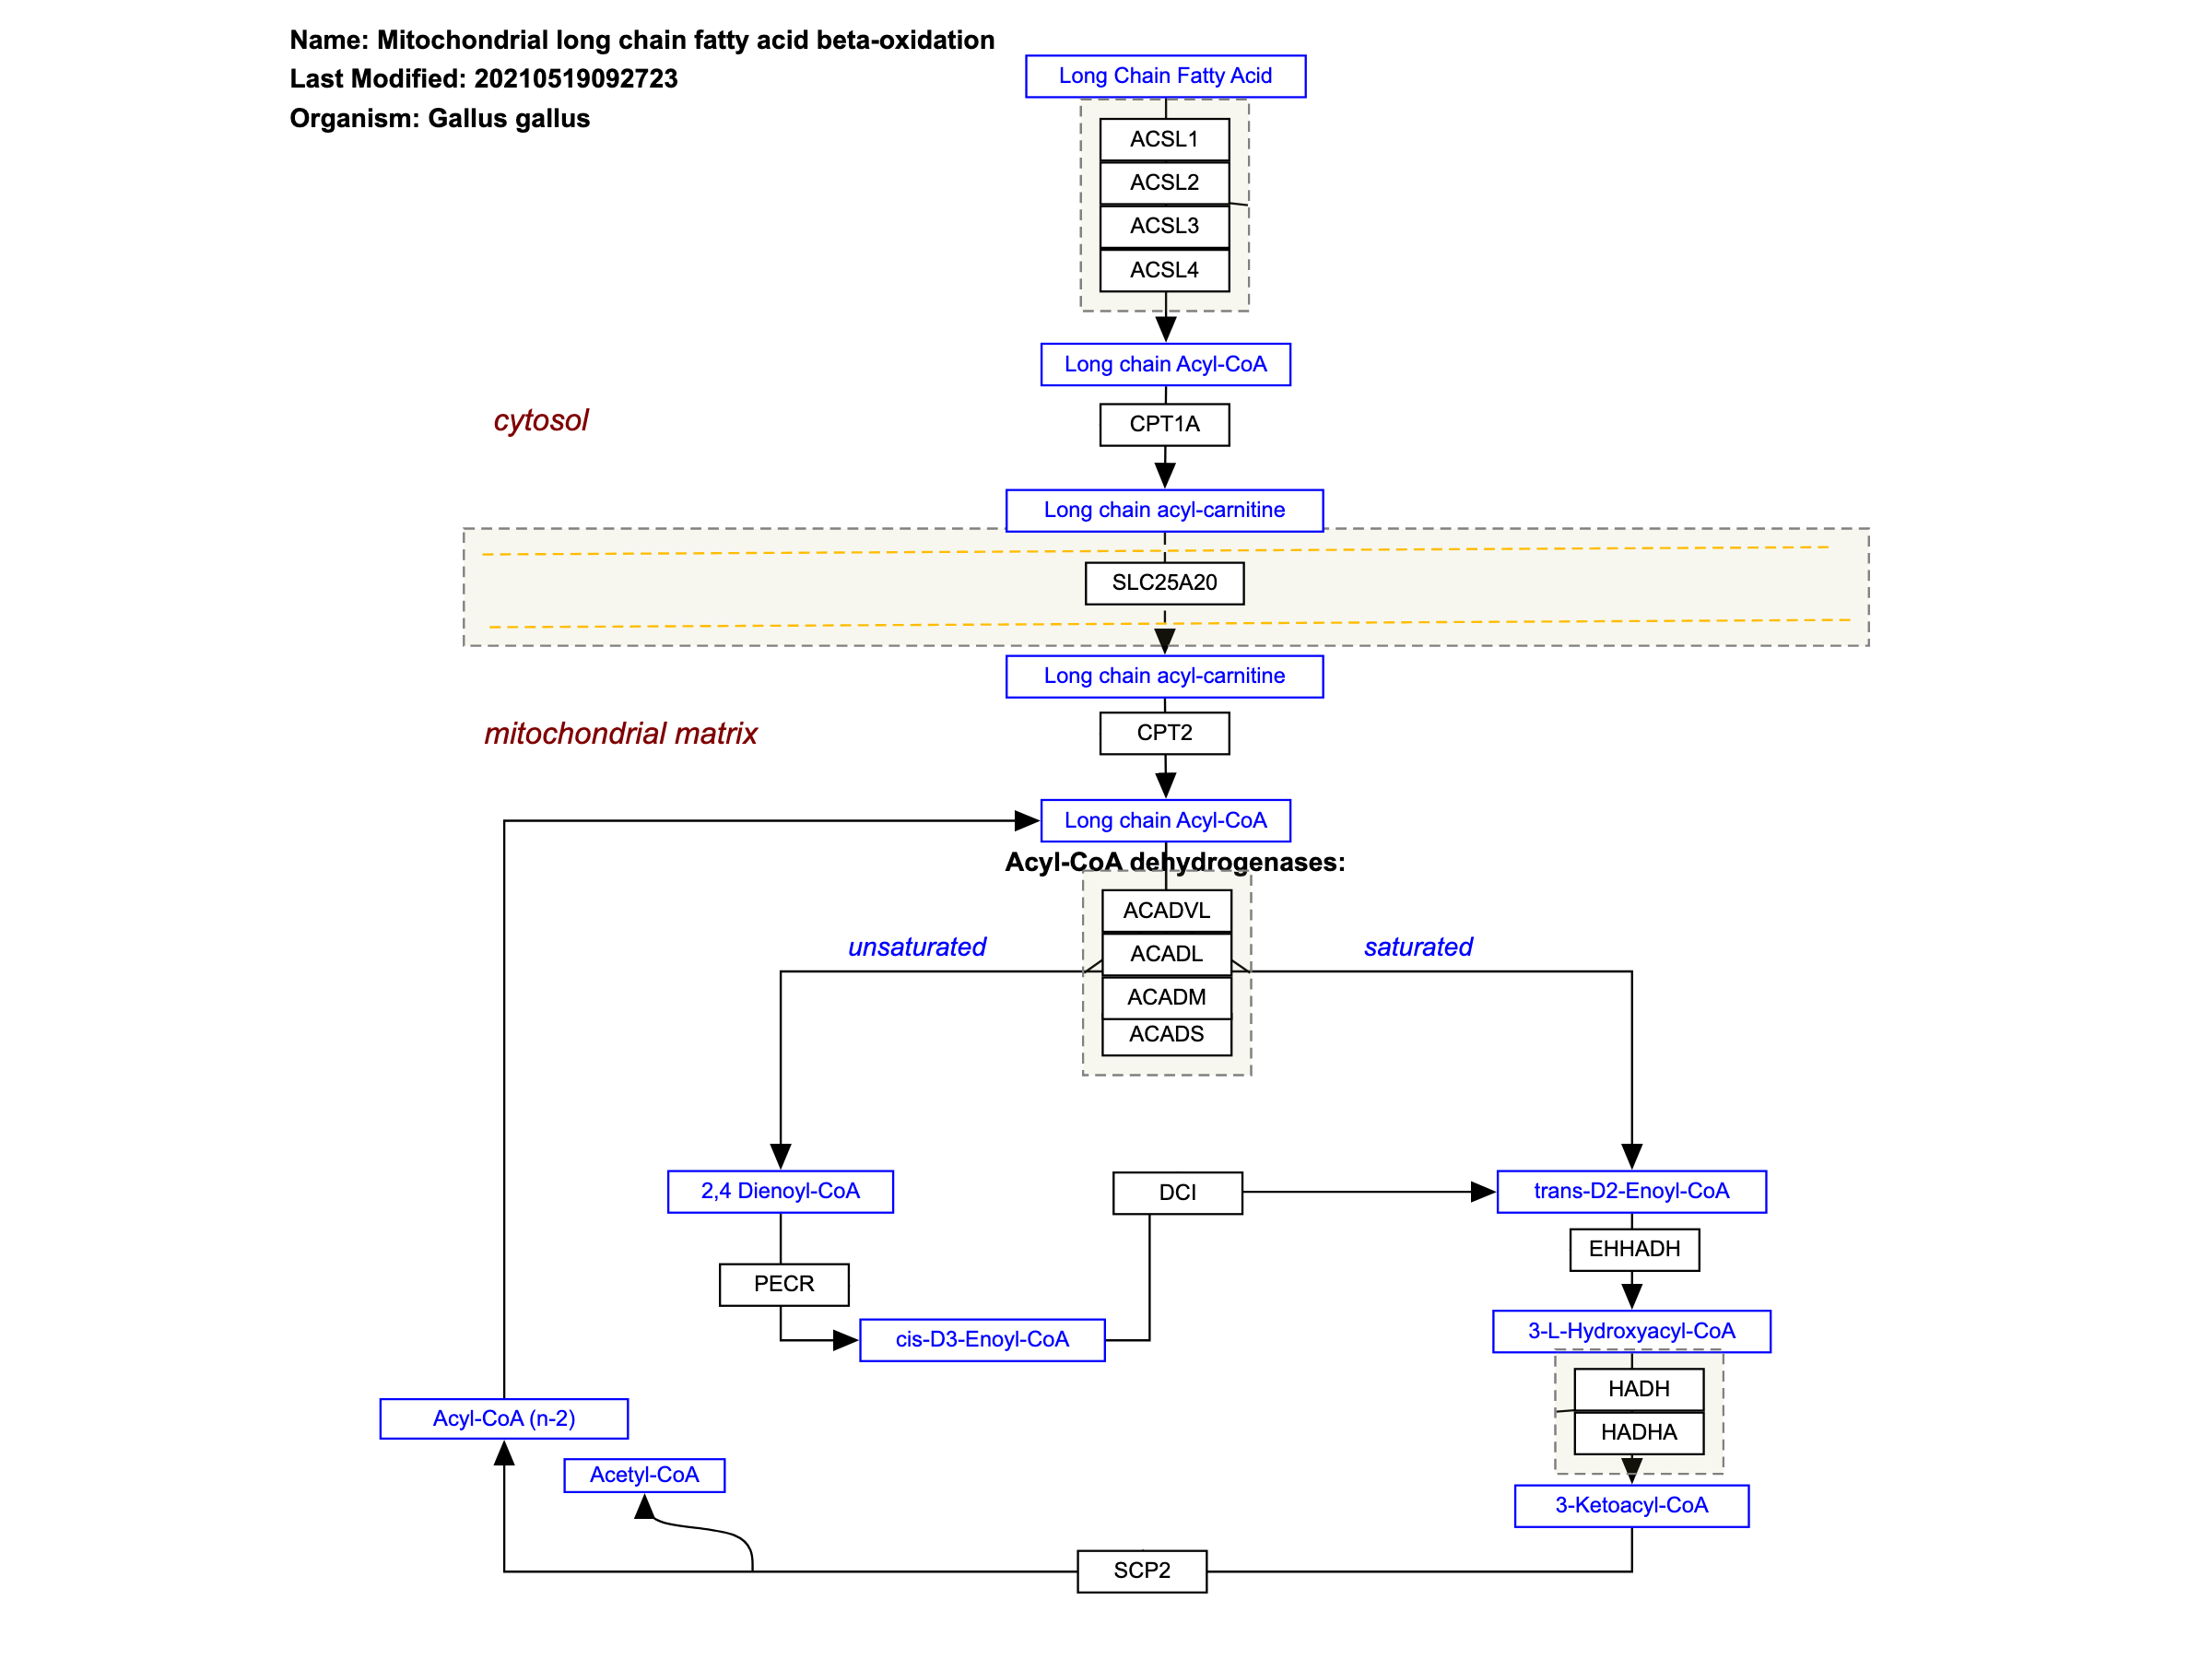 Name: Mitochondrial long chain fatty acid beta-oxidation
Last Modified: 20210519092723
Organism: Gallus gallus
Long Chain Fatty Acid
ACSL1
ACSL2
ACSL3
ACSL4
Long chain Acyl-CoA
cytosol
CPT1A
Long chain acyl-carnitine
SLC25A20
Long chain acyl-carnitine
mitochondrial matrix
CPT2
Long chain Acyl-CoA
Acyl-CoA dehydrogenases:
ACADVL
unsaturated
ACADL
saturated
ACADM
ACADS
2,4 Dienoyl-CoA
DCI
trans-D2-Enoyl-CoA
EHHADH
PECR
cis-D3-Enoyl-CoA
3-L-Hydroxyacyl-CoA
HADH
HADHA
Acyl-CoA (n-2)
Acetyl-CoA
3-Ketoacyl-CoA
SCP2